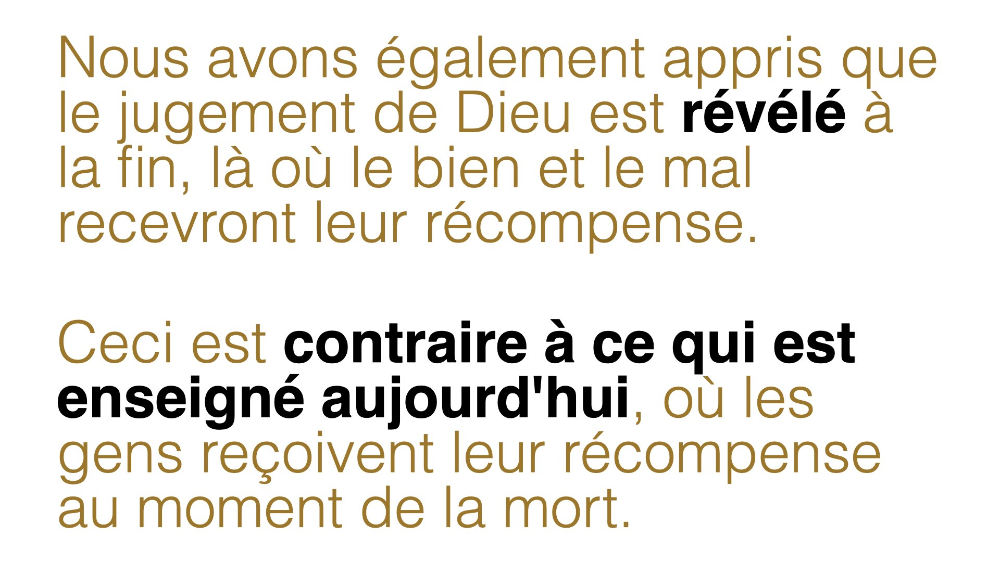 Nous avons également appris que
le jugement de Dieu est révélé à
la fin, là où le bien et le mal
recevront leur récompense.
Ceci est contraire à ce qui est
enseigné aujourd'hui, où les
gens reçoivent leur récompense
au moment de la mort.